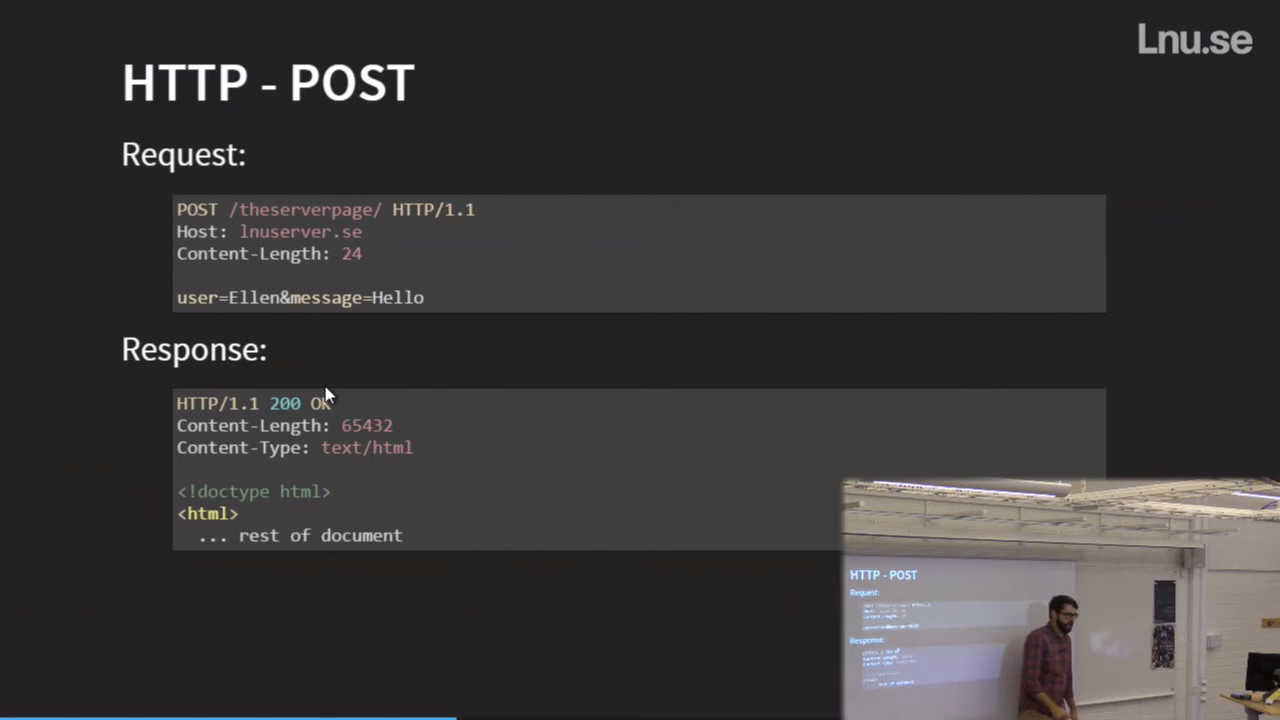 Lnu.se
HTTP - POST
Request:
POST /theserverpage/ HTTP/1.1
Host: lnuserver.se
Content-Length: 24
user=Ellen&message=Hello
Response:
HTTP/1.1 200 OK
Content-Length: 65432
Content-Type: text/html
<!doctype html>
<html>
... rest of document
HTTP - POST
Request:
Response: